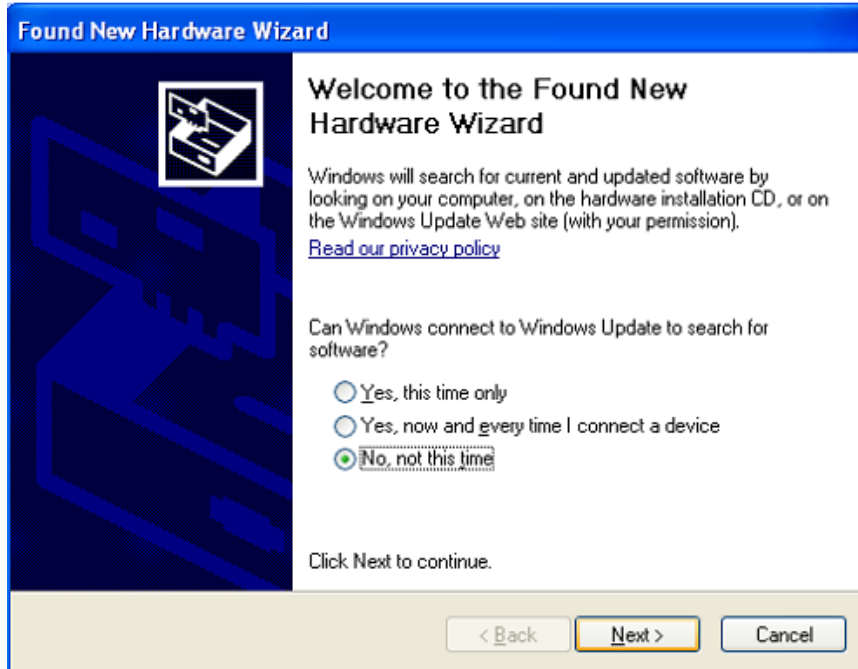 Found New Hardware Wizard
Welcome to the Found New
Hardware Wizard
Windows will search for current and updated software by
looking on your computer, on the hardware installation CD, or on
the Windows Update Web site (with your permission).
Read our privacy policy
Can Windows connect to Windows Update to search for
software?
Yes, this time only
Yes, now and every time I connect a device
No, not this time
Click Next to continue.
< Back Next > Cancel